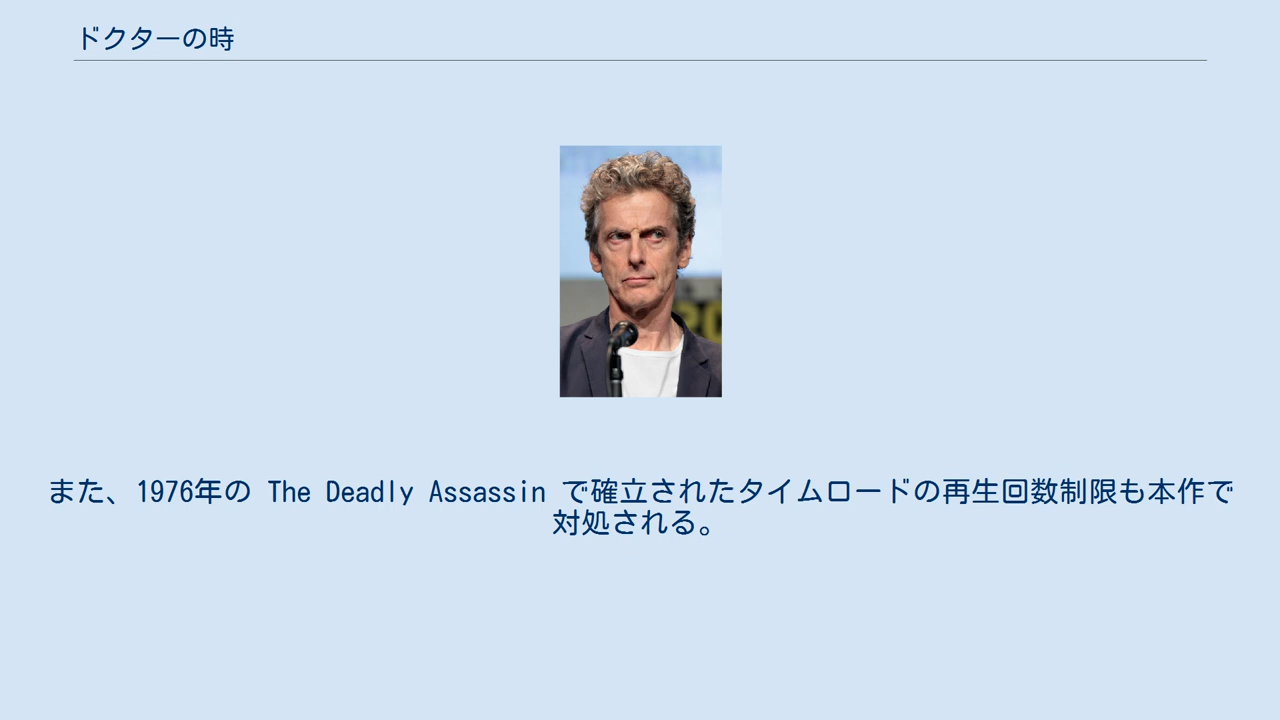 ドクターの時
また、1976年の The Deadly Assassin で確立されたタイムロードの再生回数制限も本作で
対処される。